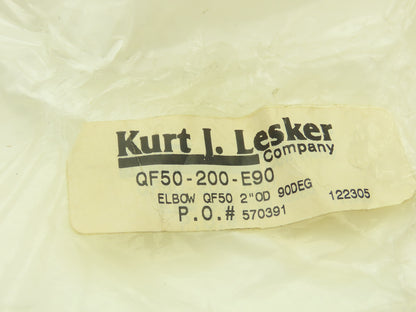 Kurt J. Lesker
Company
QF50-200-E90
ELBOW QF50 2"OD 90DEG 122305
P.O.# 570391